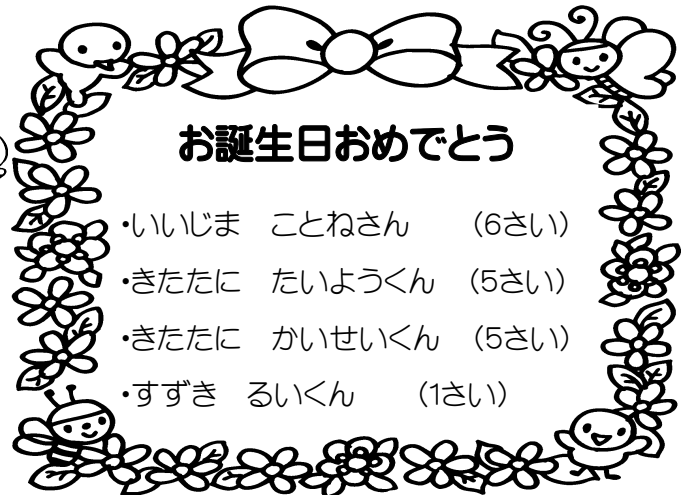 お誕生日おめでとう
・いいじま　ことねさん　　（6さい）
・きたたに　たいようくん　（5さい）
・きたたに　かいせいくん　（5さい）
・すずき　るいくん　　（1さい）